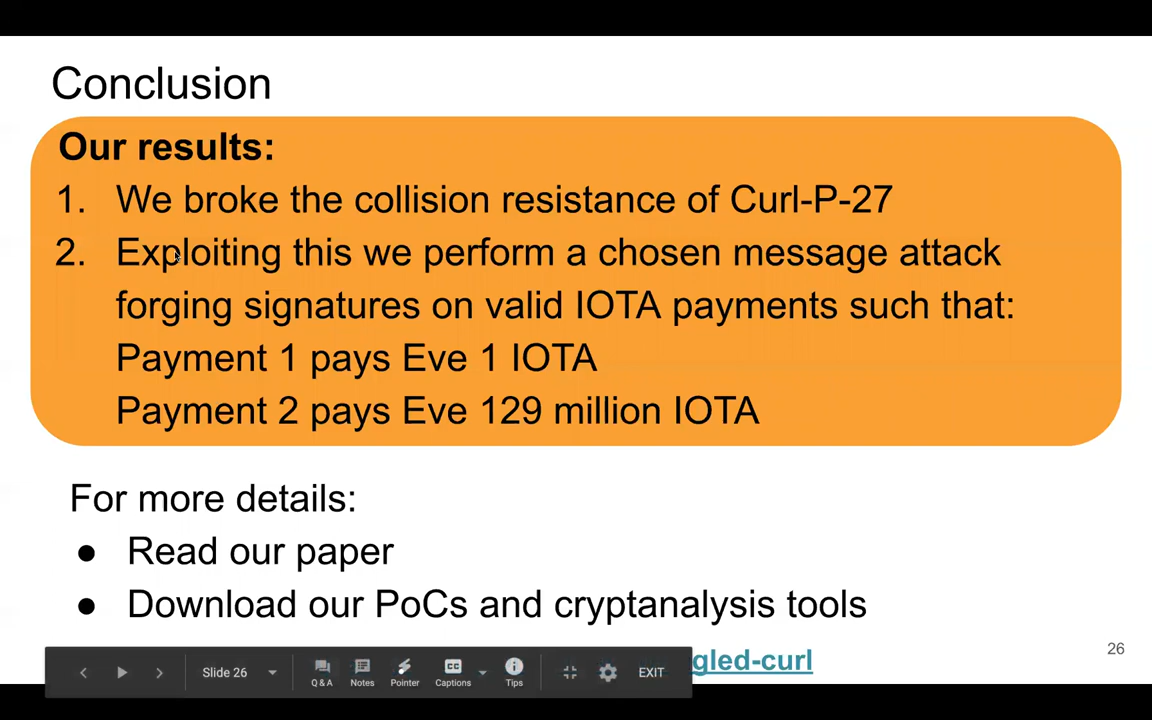 Conclusion
Our results:
1. We broke the collision resistance of Curl-P-27
2. Exploiting this we perform a chosen message attack
forging signatures on valid IOTA payments such that:
Payment 1 pays Eve 1 IOTA
Payment 2 pays Eve 129 million IOTA
For more details:
● Read our paper
● Download our PoCs and cryptanalysis tools
26
gled-curl
Slide 26
Q & A
Notes
Pointer
CC
Captions
Tips
EXIT